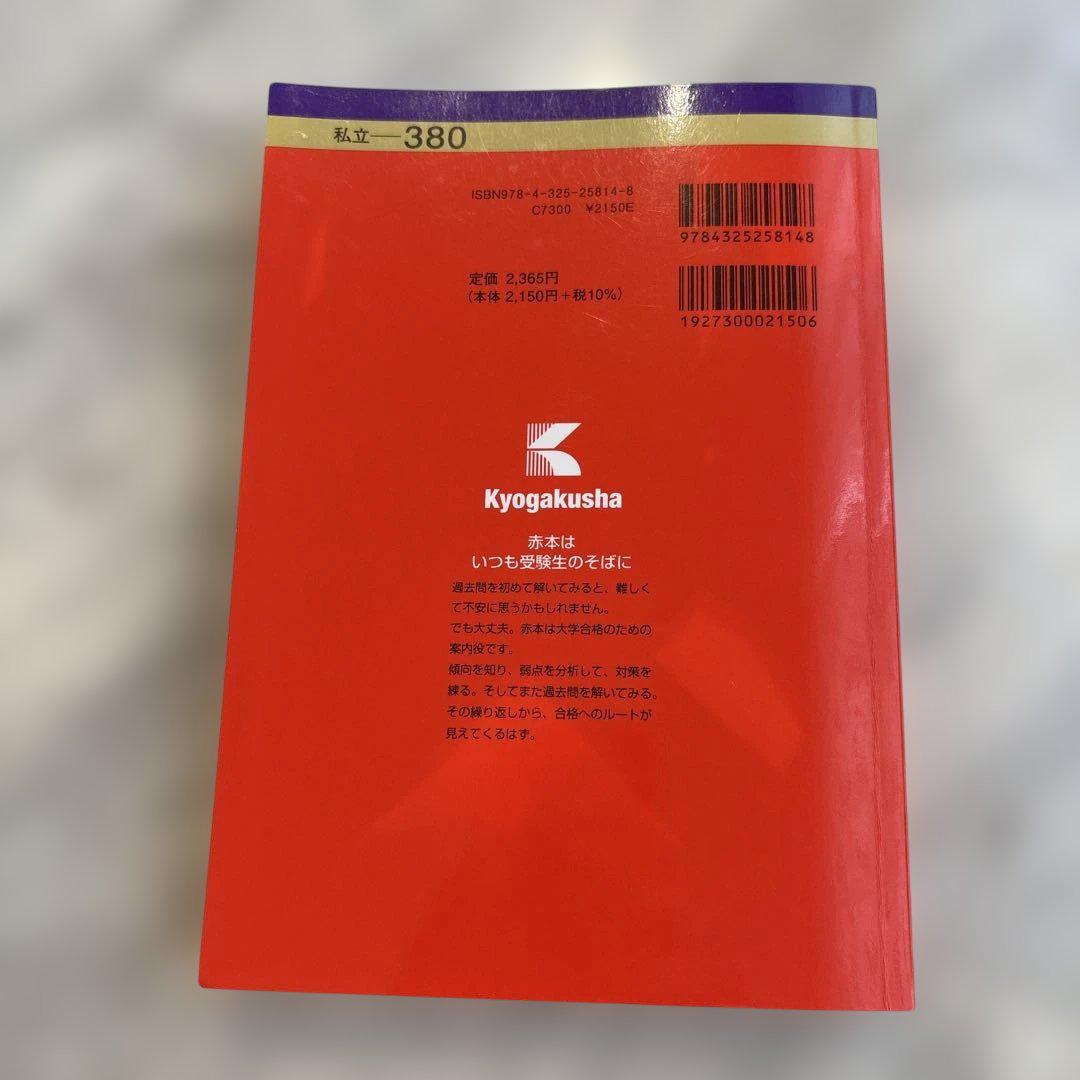 私立―380
ISBN978-4-325-25814-8
C7300 ¥2150E
9784325258148
定価 2,365円
(本体 2,150円+税10%)
1927300021506
Kyogakusha
赤本は
いつも受験生のそばに
過去問を初めて解いてみると、難しく
て不安に思うかもしれません。
でも大丈夫。赤本は大学合格のための
案内役です。
傾向を知り、弱点を分析して、対策を
練る。そしてまた過去問を解いてみる。
その繰り返しから、合格へのルートが
見えてくるはず。